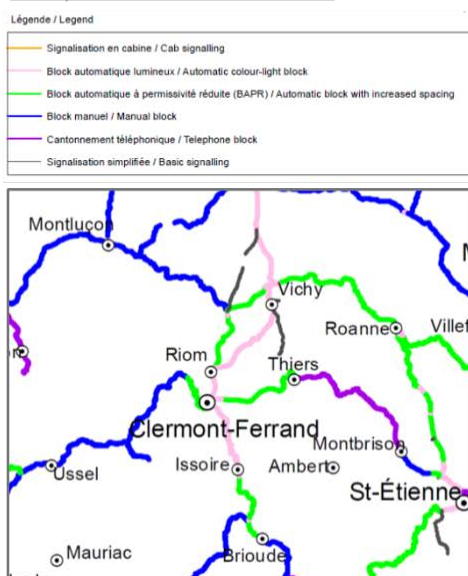 Légende / Legend
Signalisation en cabine / Cab signalling
Block automatique lumineux / Automatic colour-light block
Block automatique à permissivité réduite (BAPR) / Automatic block with increased spacing
Block manuel / Manual block
Cantonnement téléphonique / Telephone block
Signalisation simplifiée / Basic signalling
Montluçon
Vichy
Roanne
Villef
Riom
Thiers
Clermont-Ferrand
Montbrison
Issoire
Ambert
Ussel
St-Étienne
Mauriac
Brioude